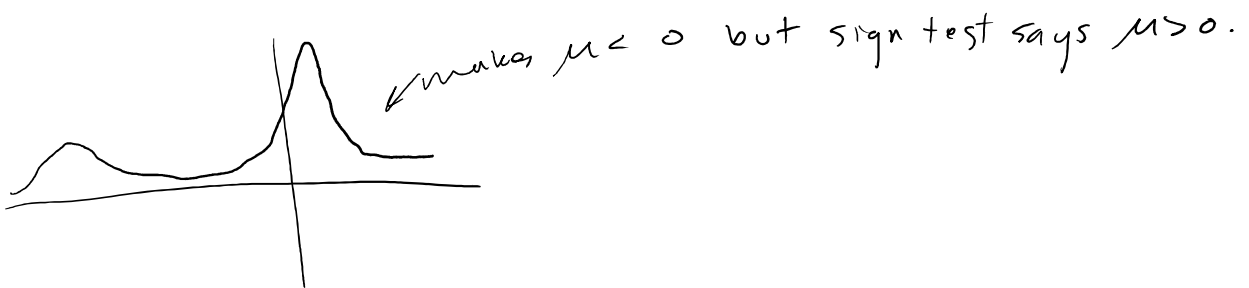 makes μ < 0 but sign test says μ > 0.